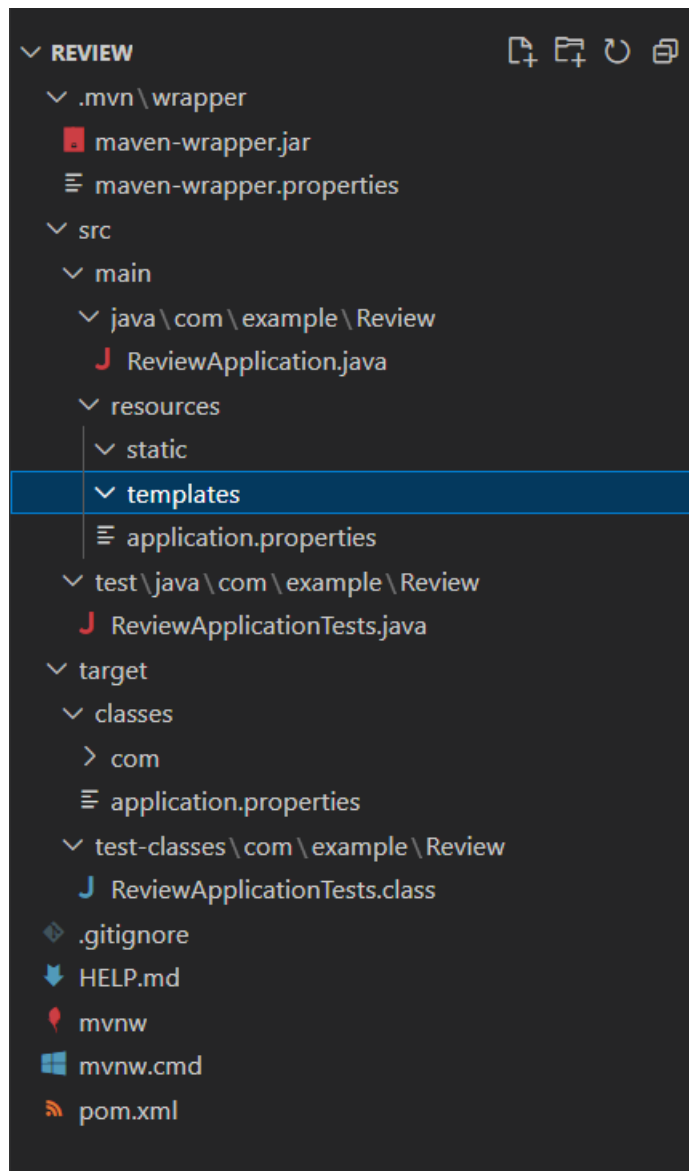 REVIEW
.mvn\wrapper
maven-wrapper.jar
maven-wrapper.properties
src
main
java\com\example\Review
J ReviewApplication.java
resources
static
templates
application.properties
test\java\com\example\Review
J ReviewApplicationTests.java
target
classes
com
application.properties
test-classes\com\example\Review
J ReviewApplicationTests.class
.gitignore
HELP.md
mvnw
mvnw.cmd
pom.xml